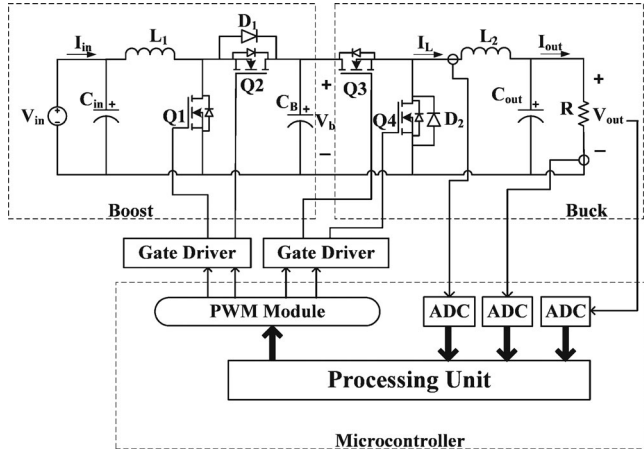 D1
Iin
L1
IL
L2
Iout
Q2
Q3
Cin
+
CB
+
+
Cout
+
+
Vin
+
−
Q1
Vb
Q4
D2
R
Vout
−
−
Boost
Buck
Gate Driver
Gate Driver
PWM Module
ADC
ADC
ADC
Processing Unit
Microcontroller